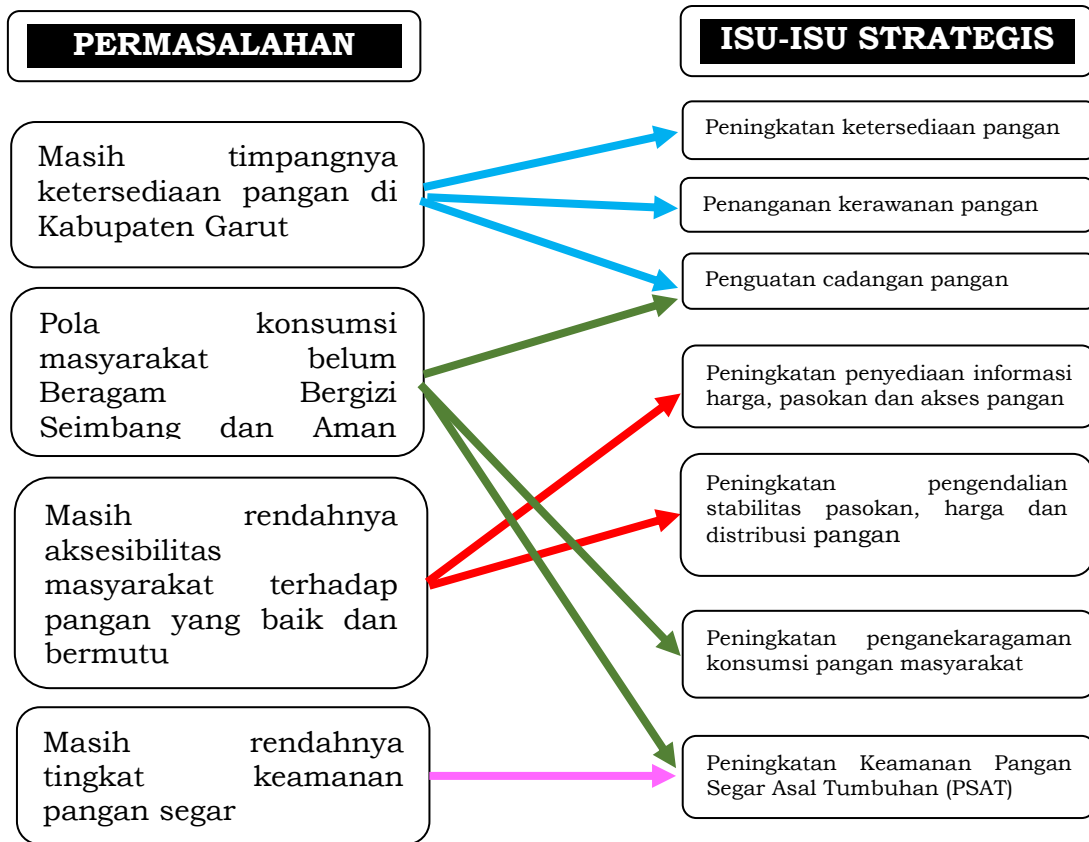 PERMASALAHAN
Masih timpangnya
ketersediaan pangan di
Kabupaten Garut
Pola konsumsi
masyarakat belum
Beragam Bergizi
Seimbang dan Aman
Masih rendahnya
aksesibilitas
masyarakat terhadap
pangan yang baik dan
bermutu
Masih rendahnya
tingkat keamanan
pangan segar
ISU-ISU STRATEGIS
Peningkatan ketersediaan pangan
Penanganan kerawanan pangan
Penguatan cadangan pangan
Peningkatan penyediaan informasi
harga, pasokan dan akses pangan
Peningkatan pengendalian
stabilitas pasokan, harga dan
distribusi pangan
Peningkatan penganekaragaman
konsumsi pangan masyarakat
Peningkatan Keamanan Pangan
Segar Asal Tumbuhan (PSAT)